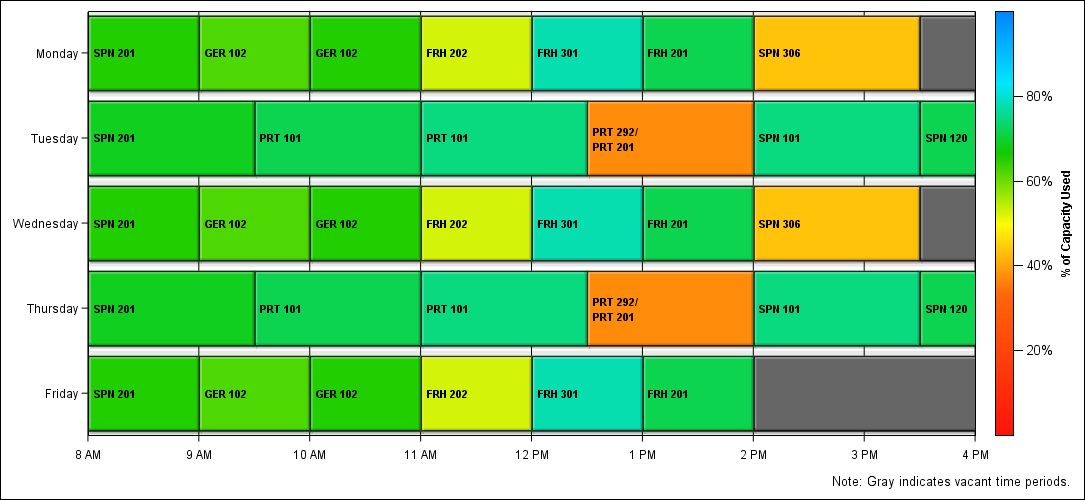 Monday
SPN 201
GER 102
GER 102
FRH 202
FRH 301
FRH 201
SPN 306
Tuesday
SPN 201
PRT 101
PRT 101
PRT 292/
PRT 201
SPN 101
SPN 120
Wednesday
SPN 201
GER 102
GER 102
FRH 202
FRH 301
FRH 201
SPN 306
Thursday
SPN 201
PRT 101
PRT 101
PRT 292/
PRT 201
SPN 101
SPN 120
Friday
SPN 201
GER 102
GER 102
FRH 202
FRH 301
FRH 201
8 AM
9 AM
10 AM
11 AM
12 PM
1 PM
2 PM
3 PM
4 PM
80%
60%
40%
20%
% of Capacity Used
Note: Gray indicates vacant time periods.